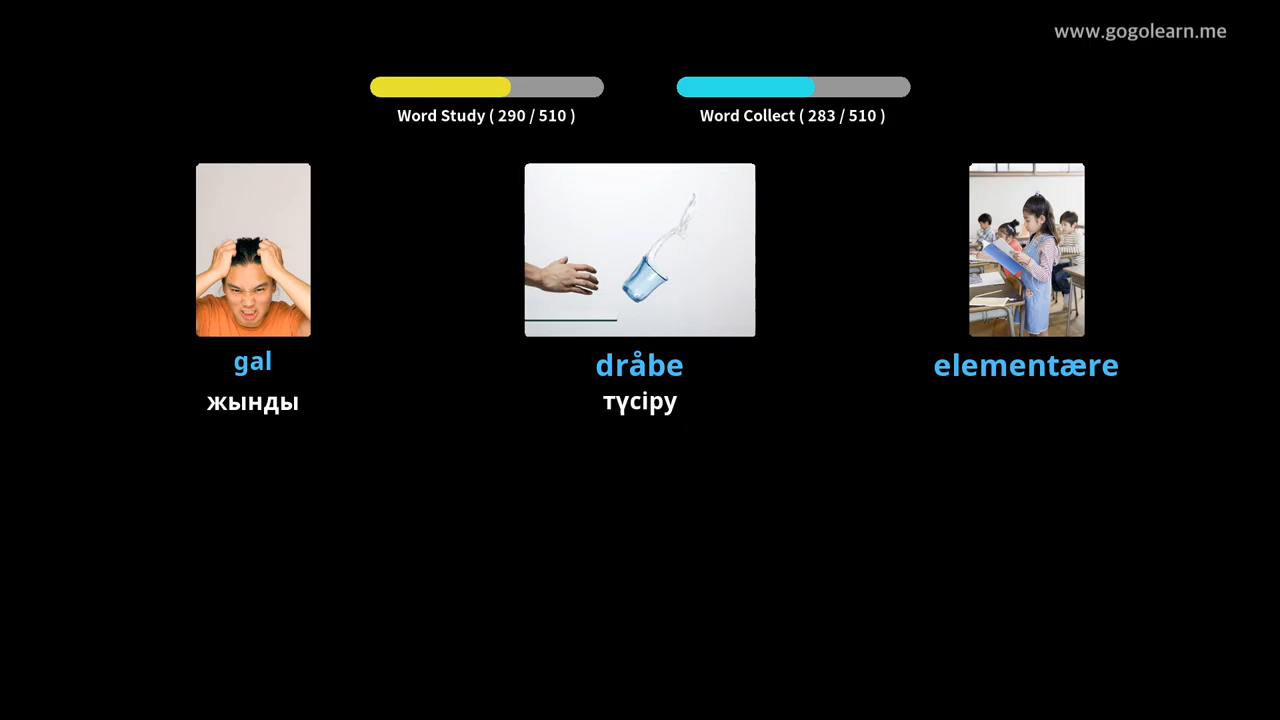 www.gogolearn.me
Word Study ( 290 / 510 )
Word Collect ( 283 / 510 )
gal
жынды
dråbe
түсіру
elementære